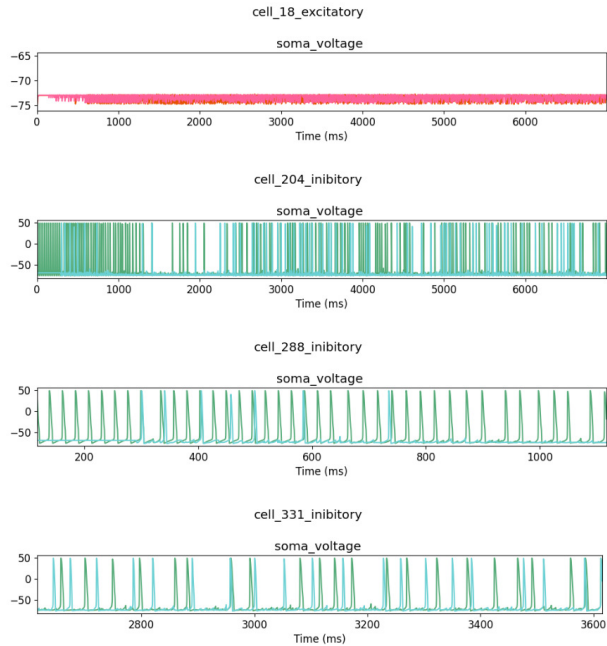 cell_18_excitatory
soma_voltage
−65
−70
−75
0 1000 2000 3000 4000 5000 6000
Time (ms)
cell_204_inibitory
soma_voltage
50
0
−50
0 1000 2000 3000 4000 5000 6000
Time (ms)
cell_288_inibitory
soma_voltage
50
0
−50
200 400 600 800 1000
Time (ms)
cell_331_inibitory
soma_voltage
50
0
−50
2800 3000 3200 3400 3600
Time (ms)